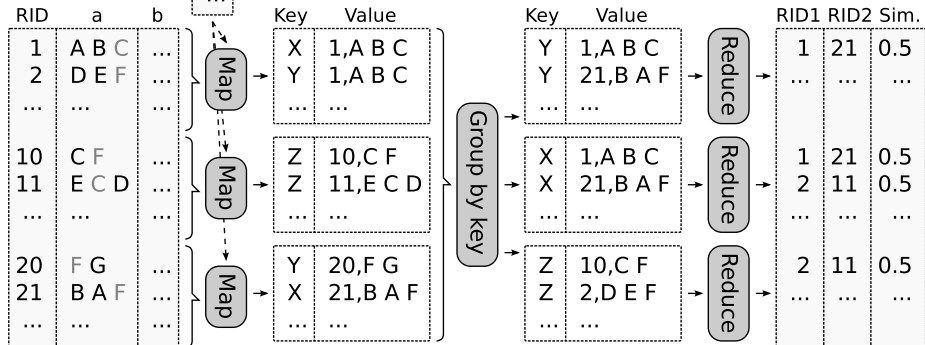 ...
RID a b
1 A B C ...
2 D E F ...
... ...
10 C F ...
11 E C D ...
... ... ...
20 F G ...
21 B A F ...
... ... ...
Map
Map
Map
Key Value
X 1,A B C
Y 1,A B C
... ...
Z 10,C F
Z 11,E C D
... ...
Y 20,F G
X 21,B A F
... ...
Group by key
Key Value
Y 1,A B C
Y 21,B A F
... ...
X 1,A B C
X 21,B A F
... ...
Z 10,C F
Z 2,D E F
... ...
Reduce
Reduce
Reduce
RID1 RID2 Sim.
1 21 0.5
... ... ...
1 21 0.5
2 11 0.5
... ... ...
2 11 0.5
... ... ...